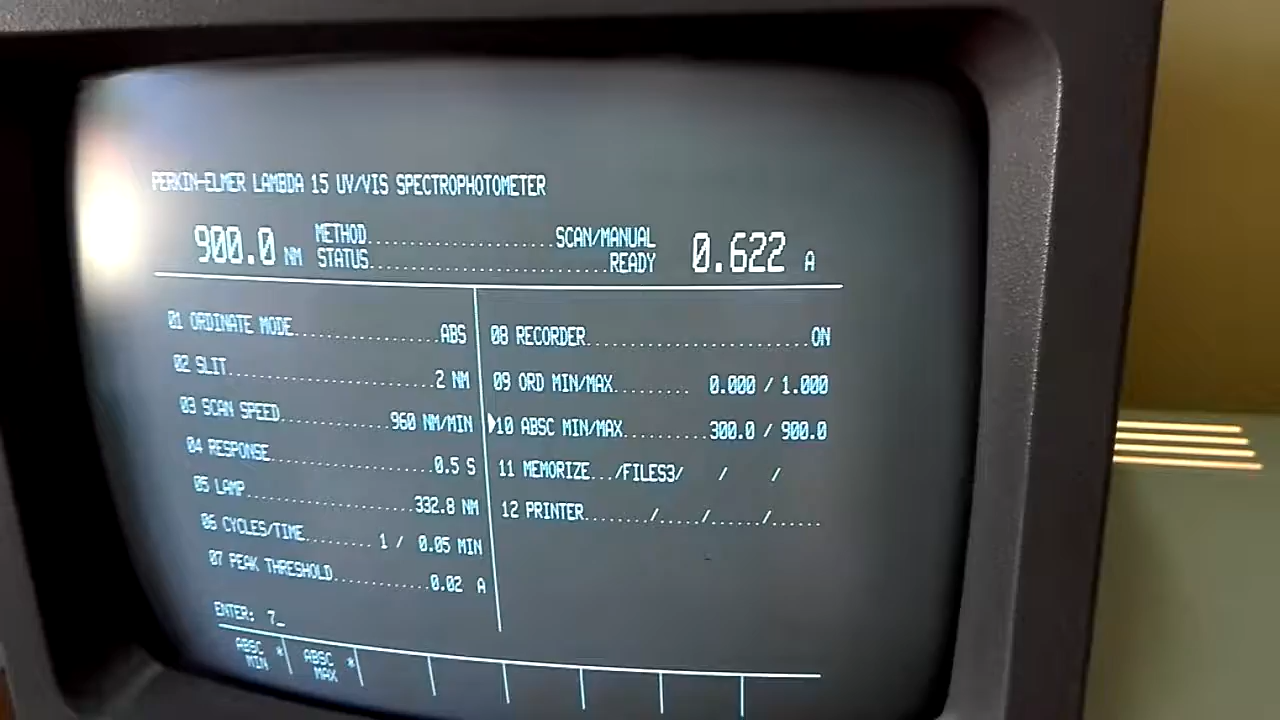 PERKIN-ELMER LAMBDA 15 UV/VIS SPECTROPHOTOMETER
900.0 NM METHOD......................SCAN/MANUAL 0.622 A
STATUS............................READY
01 ORDINATE MODE.................ABS
02 SLIT........................2 NM
03 SCAN SPEED.............960 NM/MIN
04 RESPONSE...................0.5 S
05 LAMP....................332.8 NM
06 CYCLES/TIME......... 1 / 0.05 MIN
07 PEAK THRESHOLD............0.02 A
08 RECORDER..........................ON
09 ORD MIN/MAX......... 0.000 / 1.000
10 ABSC MIN/MAX..........300.0 / 900.0
11 MEMORIZE.../FILES3/ / /
12 PRINTER......../...../....../......
ENTER: 7_
ABSC * ABSC *
MIN MAX